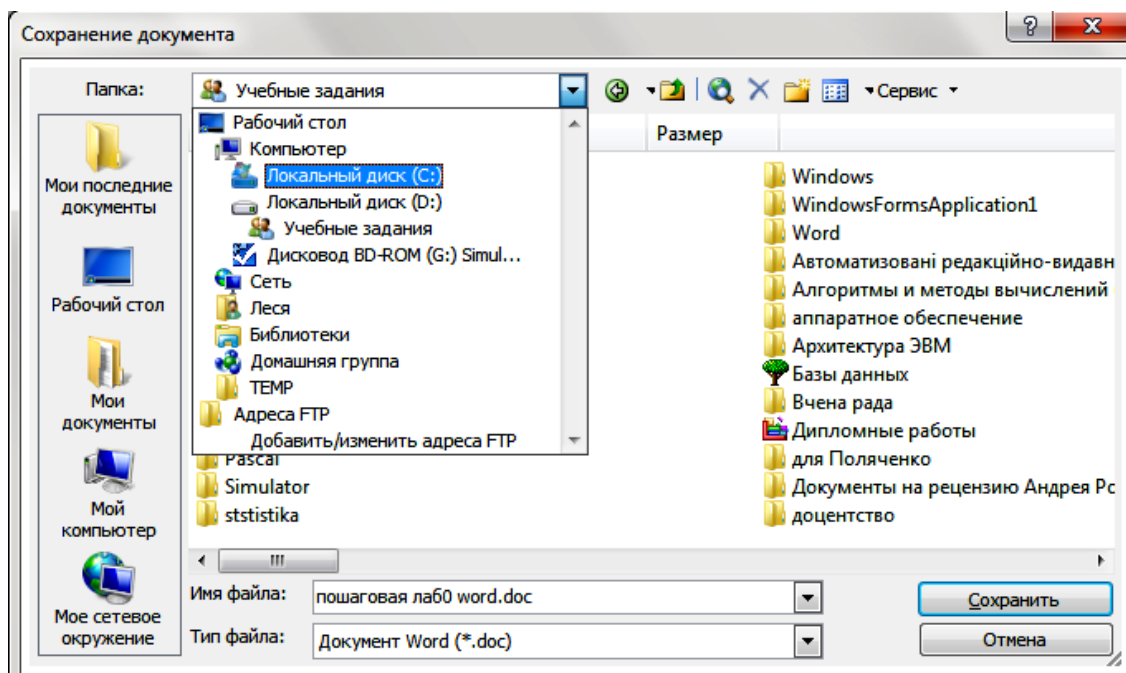 Сохранение документа
Папка:
Учебные задания
Сервис
Рабочий стол
Компьютер
Локальный диск (C:)
Локальный диск (D:)
Учебные задания
Дисковод BD-ROM (G:) Simul...
Сеть
Леся
Библиотеки
Домашняя группа
TEMP
Адреса FTP
Добавить/изменить адреса FTP
Размер
Мои последние
документы
Рабочий стол
Мои
документы
Мой
компьютер
Мое сетевое
окружение
Pascal
Simulator
ststistika
Windows
WindowsFormsApplication1
Word
Автоматизовані редакційно-видавн
Алгоритмы и методы вычислений
аппаратное обеспечение
Архитектура ЭВМ
Базы данных
Вчена рада
Дипломные работы
для Поляченко
Документы на рецензию Андрея Рс
доцентство
Имя файла:
пошаговая лаб0 word.doc
Сохранить
Тип файла:
Документ Word (*.doc)
Отмена